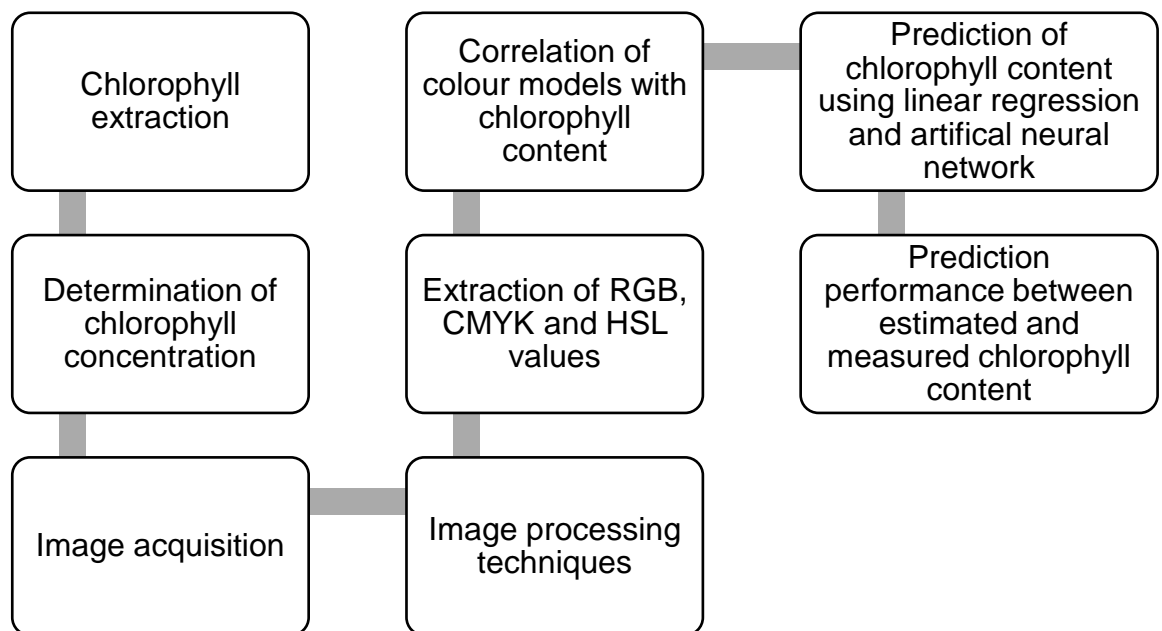 Chlorophyll
extraction
Determination of
chlorophyll
concentration
Image acquisition
Image processing
techniques
Extraction of RGB,
CMYK and HSL
values
Correlation of
colour models with
chlorophyll
content
Prediction of
chlorophyll content
using linear regression
and artifical neural
network
Prediction
performance between
estimated and
measured chlorophyll
content